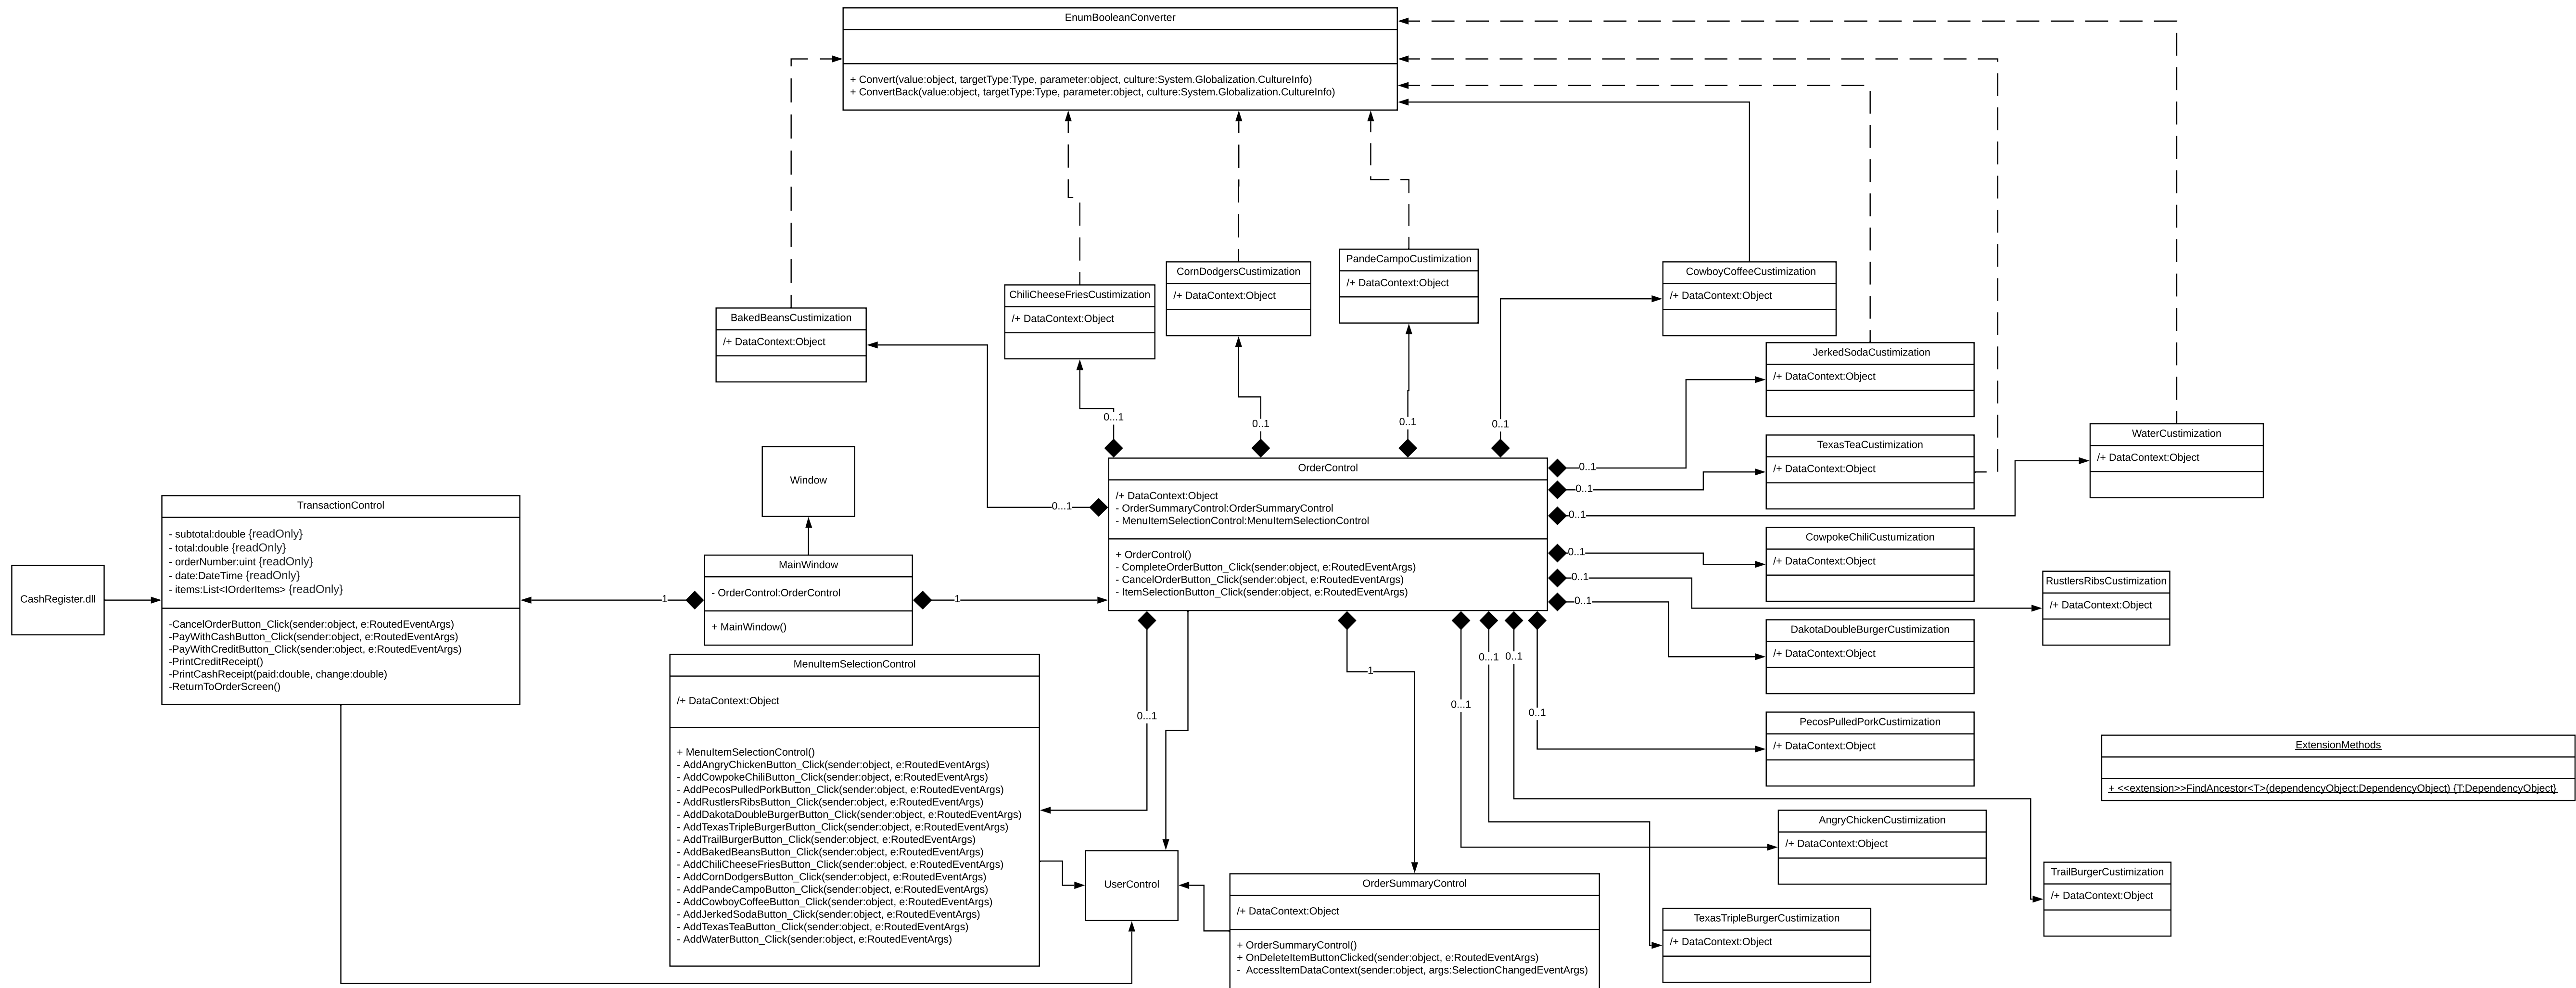 EnumBooleanConverter
+ Convert(value:object, targetType:Type, parameter:object, culture:System.Globalization.CultureInfo)
+ ConvertBack(value:object, targetType:Type, parameter:object, culture:System.Globalization.CultureInfo)
BakedBeansCustimization
/+ DataContext:Object
ChiliCheeseFriesCustimization
/+ DataContext:Object
CornDodgersCustimization
/+ DataContext:Object
PandeCampoCustimization
/+ DataContext:Object
CowboyCoffeeCustimization
/+ DataContext:Object
JerkedSodaCustimization
/+ DataContext:Object
TexasTeaCustimization
/+ DataContext:Object
WaterCustimization
/+ DataContext:Object
0...1
0..1
0..1
0..1
0..1
0..1
0..1
0...1
Window
TransactionControl
- subtotal:double {readOnly}
- total:double {readOnly}
- orderNumber:uint {readOnly}
- date:DateTime {readOnly}
- items:List<IOrderItems> {readOnly}
-CancelOrderButton_Click(sender:object, e:RoutedEventArgs)
-PayWithCashButton_Click(sender:object, e:RoutedEventArgs)
-PayWithCreditButton_Click(sender:object, e:RoutedEventArgs)
-PrintCreditReceipt()
-PrintCashReceipt(paid:double, change:double)
-ReturnToOrderScreen()
CashRegister.dll
1
MainWindow
- OrderControl:OrderControl
+ MainWindow()
1
OrderControl
/+ DataContext:Object
- OrderSummaryControl:OrderSummaryControl
- MenuItemSelectionControl:MenuItemSelectionControl
+ OrderControl()
- CompleteOrderButton_Click(sender:object, e:RoutedEventArgs)
- CancelOrderButton_Click(sender:object, e:RoutedEventArgs)
- ItemSelectionButton_Click(sender:object, e:RoutedEventArgs)
0..1
0..1
0..1
CowpokeChiliCustumization
/+ DataContext:Object
RustlersRibsCustimization
/+ DataContext:Object
DakotaDoubleBurgerCustimization
/+ DataContext:Object
PecosPulledPorkCustimization
/+ DataContext:Object
MenuItemSelectionControl
/+ DataContext:Object
+ MenuItemSelectionControl()
- AddAngryChickenButton_Click(sender:object, e:RoutedEventArgs)
- AddCowpokeChiliButton_Click(sender:object, e:RoutedEventArgs)
- AddPecosPulledPorkButton_Click(sender:object, e:RoutedEventArgs)
- AddRustlersRibsButton_Click(sender:object, e:RoutedEventArgs)
- AddDakotaDoubleBurgerButton_Click(sender:object, e:RoutedEventArgs)
- AddTexasTripleBurgerButton_Click(sender:object, e:RoutedEventArgs)
- AddTrailBurgerButton_Click(sender:object, e:RoutedEventArgs)
- AddBakedBeansButton_Click(sender:object, e:RoutedEventArgs)
- AddChiliCheeseFriesButton_Click(sender:object, e:RoutedEventArgs)
- AddCornDodgersButton_Click(sender:object, e:RoutedEventArgs)
- AddPandeCampoButton_Click(sender:object, e:RoutedEventArgs)
- AddCowboyCoffeeButton_Click(sender:object, e:RoutedEventArgs)
- AddJerkedSodaButton_Click(sender:object, e:RoutedEventArgs)
- AddTexasTeaButton_Click(sender:object, e:RoutedEventArgs)
- AddWaterButton_Click(sender:object, e:RoutedEventArgs)
0...1
1
0...1
0...1
0..1
0..1
UserControl
OrderSummaryControl
/+ DataContext:Object
+ OrderSummaryControl()
+ OnDeleteItemButtonClicked(sender:object, e:RoutedEventArgs)
- AccessItemDataContext(sender:object, args:SelectionChangedEventArgs)
ExtensionMethods
+ <<extension>>FindAncestor<T>(dependencyObject:DependencyObject) {T:DependencyObject}
AngryChickenCustimization
/+ DataContext:Object
TrailBurgerCustimization
/+ DataContext:Object
TexasTripleBurgerCustimization
/+ DataContext:Object